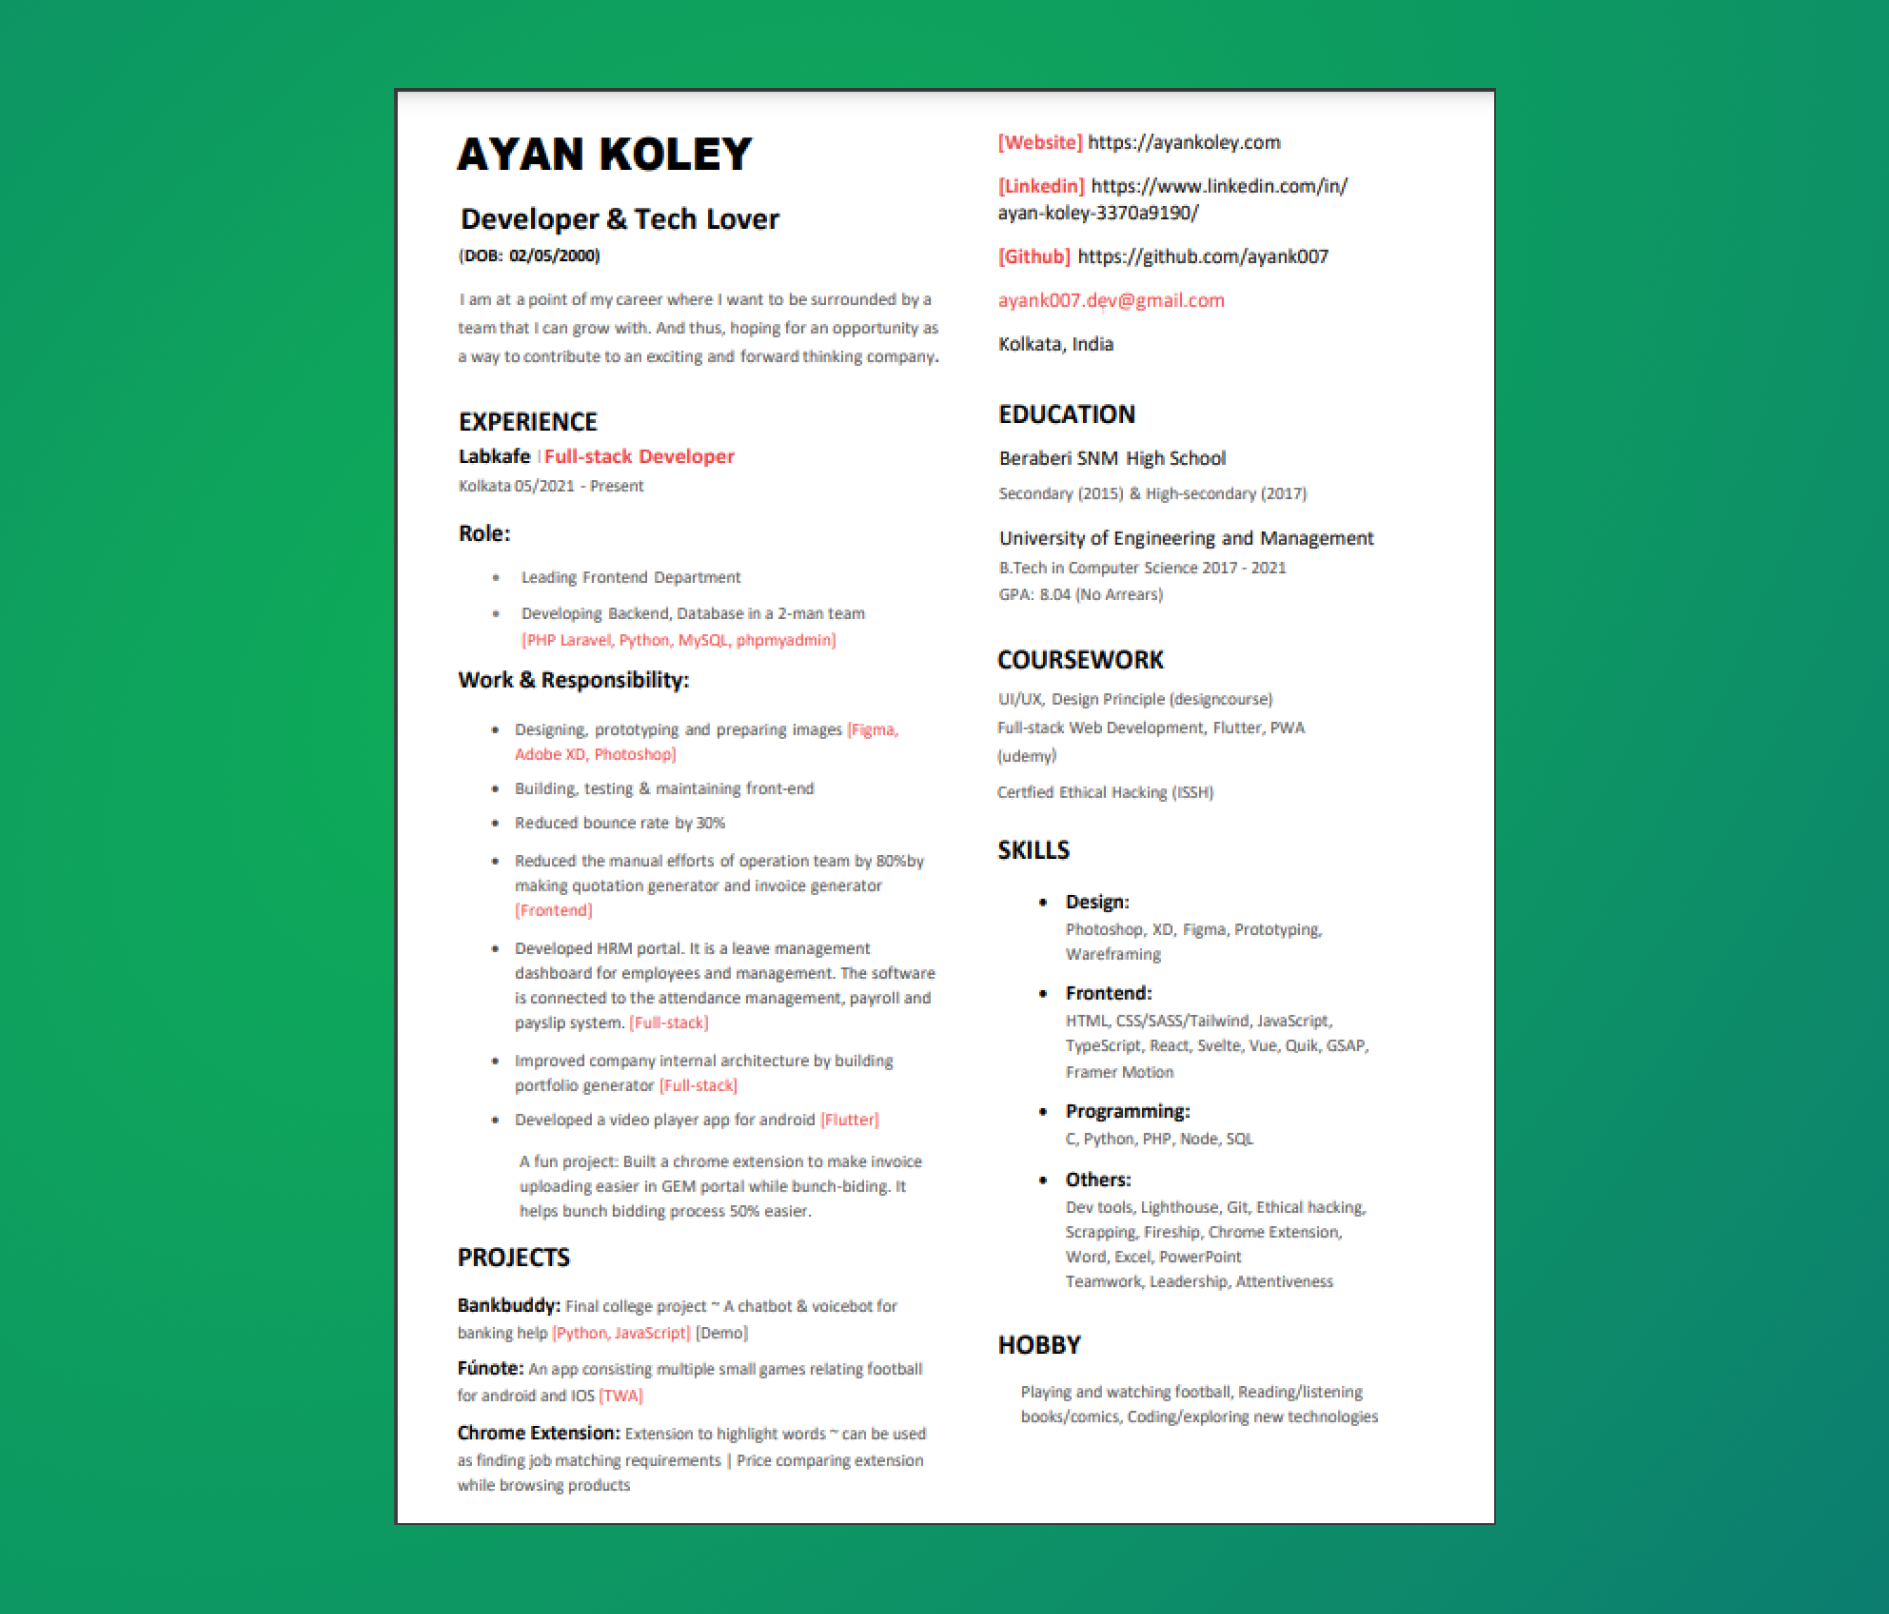 AYAN KOLEY
Developer & Tech Lover
(DOB: 02/05/2000)
I am at a point of my career where I want to be surrounded by a
team that I can grow with. And thus, hoping for an opportunity as
a way to contribute to an exciting and forward thinking company.
EXPERIENCE
Labkafe | Full-stack Developer
Kolkata 05/2021 - Present
Role:
• Leading Frontend Department
• Developing Backend, Database in a 2-man team
[PHP Laravel, Python, MySQL, phpmyadmin]
Work & Responsibility:
• Designing, prototyping and preparing images [Figma,
Adobe XD, Photoshop]
• Building, testing & maintaining front-end
• Reduced bounce rate by 30%
• Reduced the manual efforts of operation team by 80%by
making quotation generator and invoice generator
[Frontend]
• Developed HRM portal. It is a leave management
dashboard for employees and management. The software
is connected to the attendance management, payroll and
payslip system. [Full-stack]
• Improved company internal architecture by building
portfolio generator [Full-stack]
• Developed a video player app for android [Flutter]
A fun project: Built a chrome extension to make invoice
uploading easier in GEM portal while bunch-biding. It
helps bunch bidding process 50% easier.
PROJECTS
Bankbuddy: Final college project ~ A chatbot & voicebot for
banking help [Python, JavaScript] [Demo]
Fúnote: An app consisting multiple small games relating football
for android and IOS [TWA]
Chrome Extension: Extension to highlight words ~ can be used
as finding job matching requirements | Price comparing extension
while browsing products
[Website] https://ayankoley.com
[Linkedin] https://www.linkedin.com/in/
ayan-koley-3370a9190/
[Github] https://github.com/ayank007
ayank007.dev@gmail.com
Kolkata, India
EDUCATION
Beraberi SNM High School
Secondary (2015) & High-secondary (2017)
University of Engineering and Management
B.Tech in Computer Science 2017 - 2021
GPA: 8.04 (No Arrears)
COURSEWORK
UI/UX, Design Principle (designcourse)
Full-stack Web Development, Flutter, PWA
(udemy)
Certfied Ethical Hacking (ISSH)
SKILLS
• Design:
Photoshop, XD, Figma, Prototyping,
Wareframing
• Frontend:
HTML, CSS/SASS/Tailwind, JavaScript,
TypeScript, React, Svelte, Vue, Quik, GSAP,
Framer Motion
• Programming:
C, Python, PHP, Node, SQL
• Others:
Dev tools, Lighthouse, Git, Ethical hacking,
Scrapping, Fireship, Chrome Extension,
Word, Excel, PowerPoint
Teamwork, Leadership, Attentiveness
HOBBY
Playing and watching football, Reading/listening
books/comics, Coding/exploring new technologies